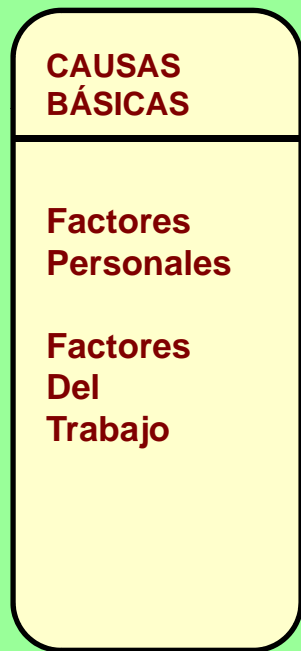 CAUSAS
BÁSICAS
Factores
Personales
Factores
Del
Trabajo